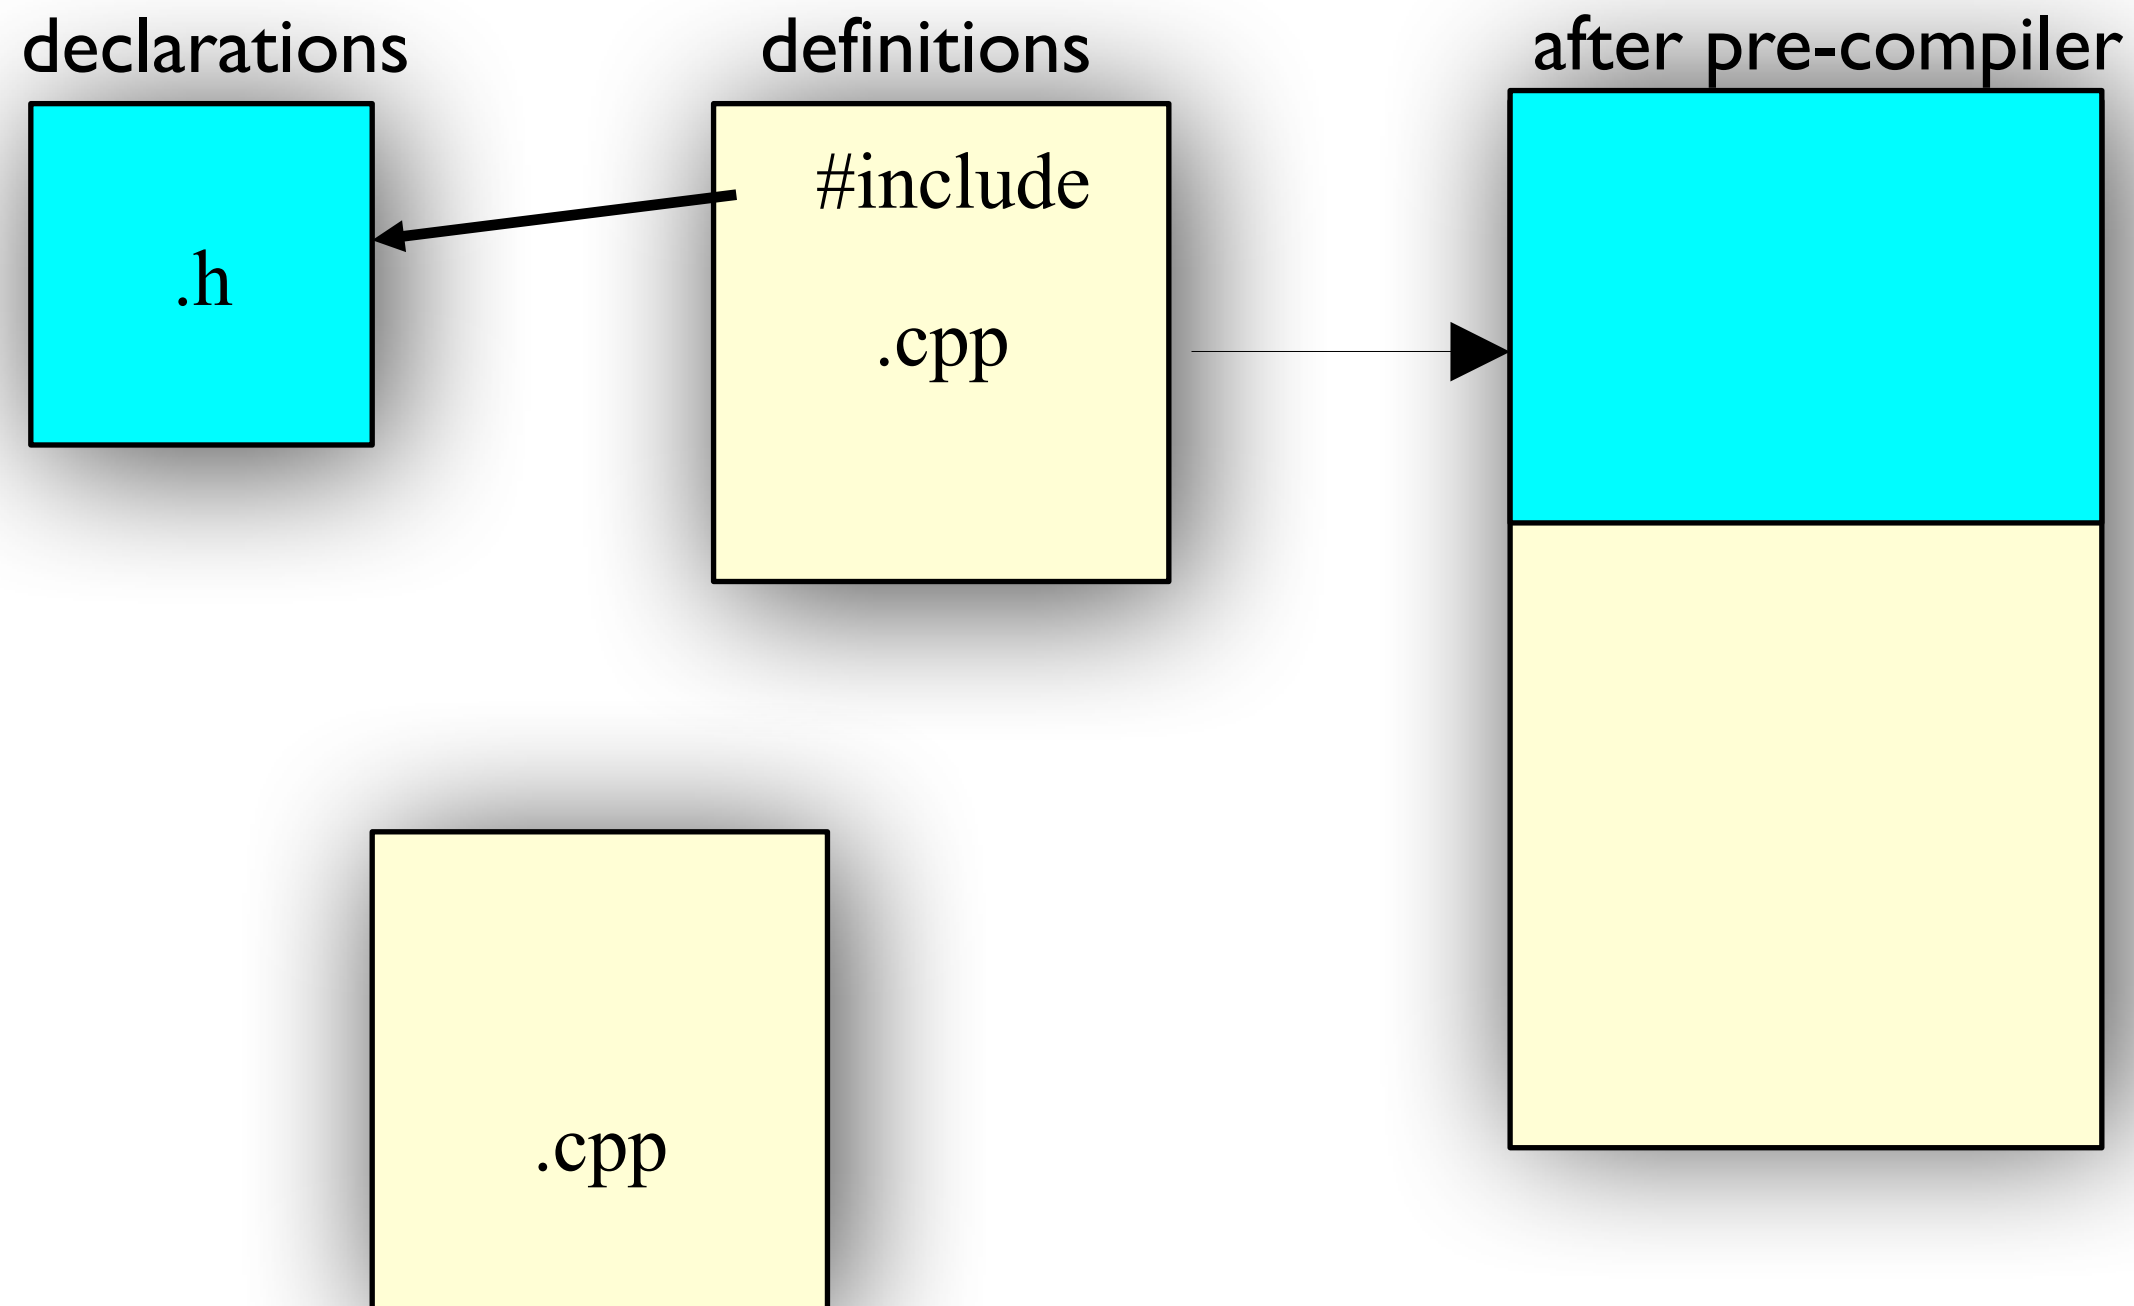 declarations
definitions
after pre-compiler
#include
.h
.cpp
.cpp